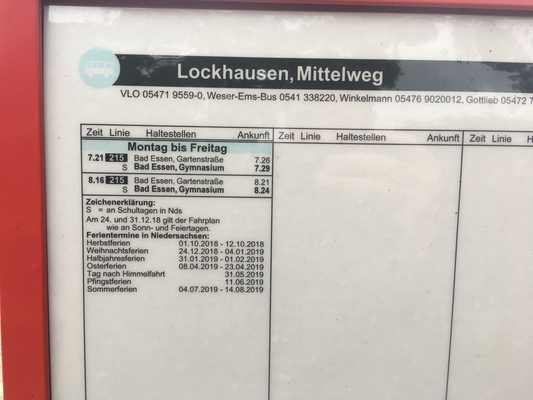 Lockhausen, Mittelweg
VLO 05471 9559-0, Weser-Ems-Bus 0541 338220, Winkelmann 05476 9020012, Gottlieb 05472 7
Zeit Linie Haltestellen Ankunft Zeit Linie Haltestellen Ankunft Zeit Linie H
Montag bis Freitag
7.21 215 Bad Essen, Gartenstraße 7.26
S Bad Essen, Gymnasium 7.29
8.16 215 Bad Essen, Gartenstraße 8.21
S Bad Essen, Gymnasium 8.24
Zeichenerklärung:
S = an Schultagen in Nds
Am 24. und 31.12.18 gilt der Fahrplan
wie an Sonn- und Feiertagen.
Ferientermine in Niedersachsen:
Herbstferien 01.10.2018 - 12.10.2018
Weihnachtsferien 24.12.2018 - 04.01.2019
Halbjahresferien 31.01.2019 - 01.02.2019
Osterferien 08.04.2019 - 23.04.2019
Tag nach Himmelfahrt 31.05.2019
Pfingstferien 11.06.2019
Sommerferien 04.07.2019 - 14.08.2019